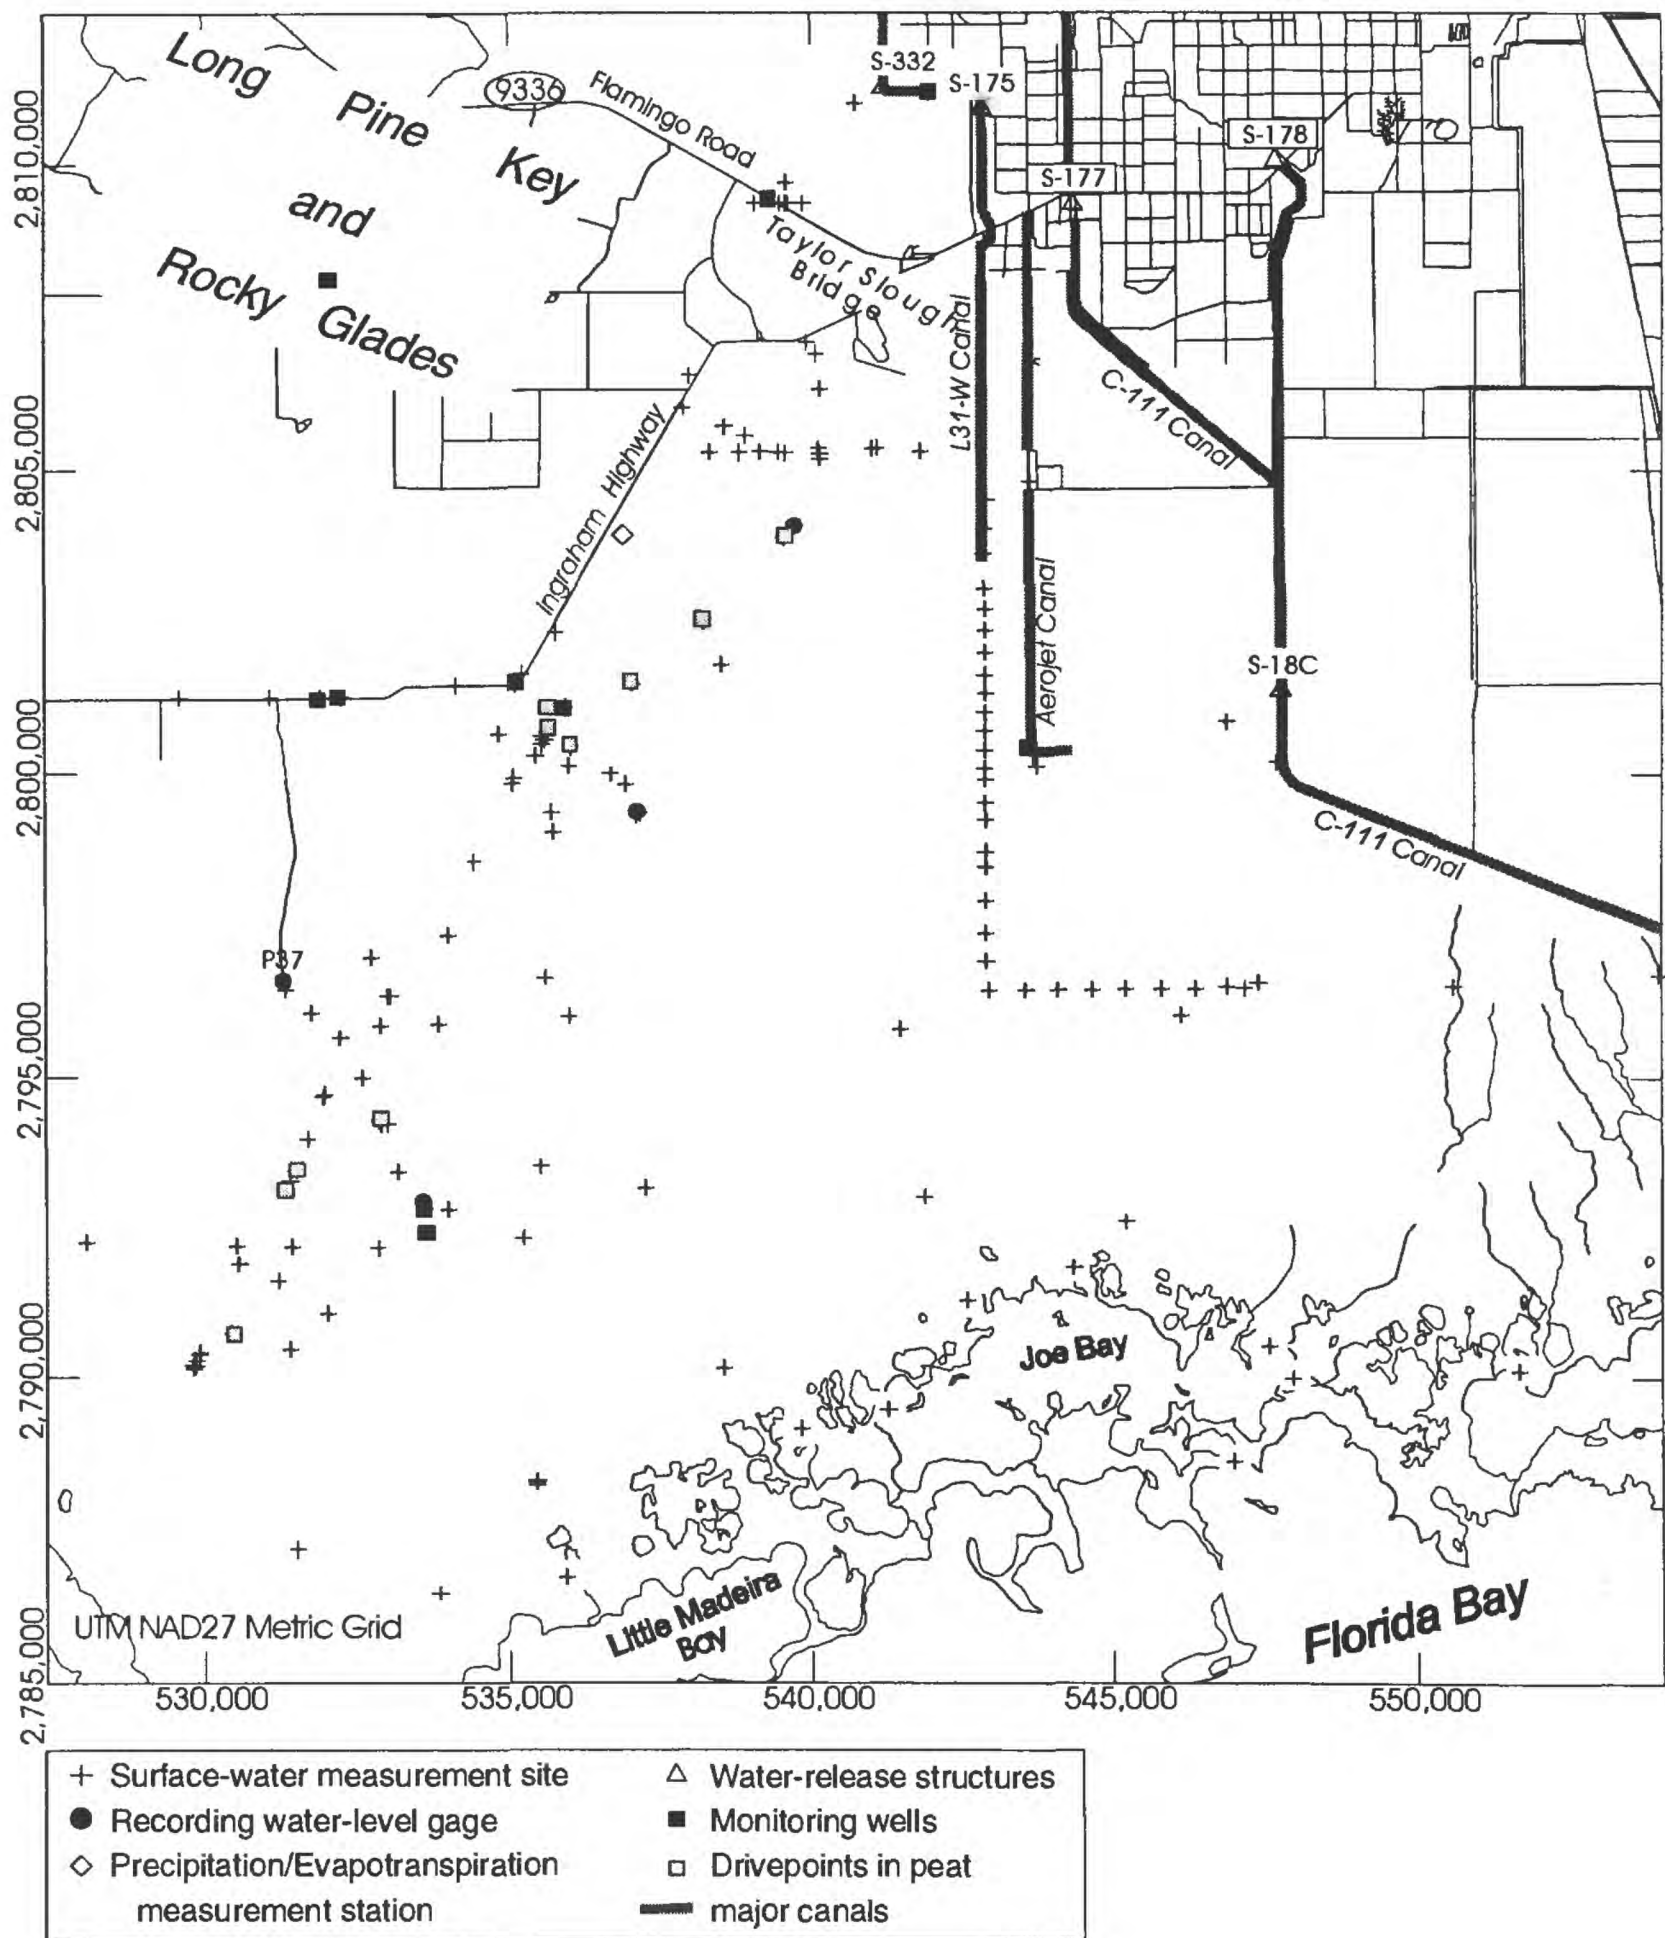 Long
Pine
Key
and
Rocky
Glades
9336
Flamingo Road
S-332
S-175
S-178
S-177
Taylor Slough
Bridge
L31-W Canal
C-111 Canal
Ingraham Highway
Aerojet Canal
S-18C
C-111 Canal
P37
Joe Bay
Little Madeira
Bay
Florida Bay
UTM NAD27 Metric Grid
2,810,000
2,805,000
2,800,000
2,795,000
2,790,000
2,785,000
530,000
535,000
540,000
545,000
550,000
Surface-water measurement site
Recording water-level gage
Precipitation/Evapotranspiration
measurement station
Water-release structures
Monitoring wells
Drivepoints in peat
major canals